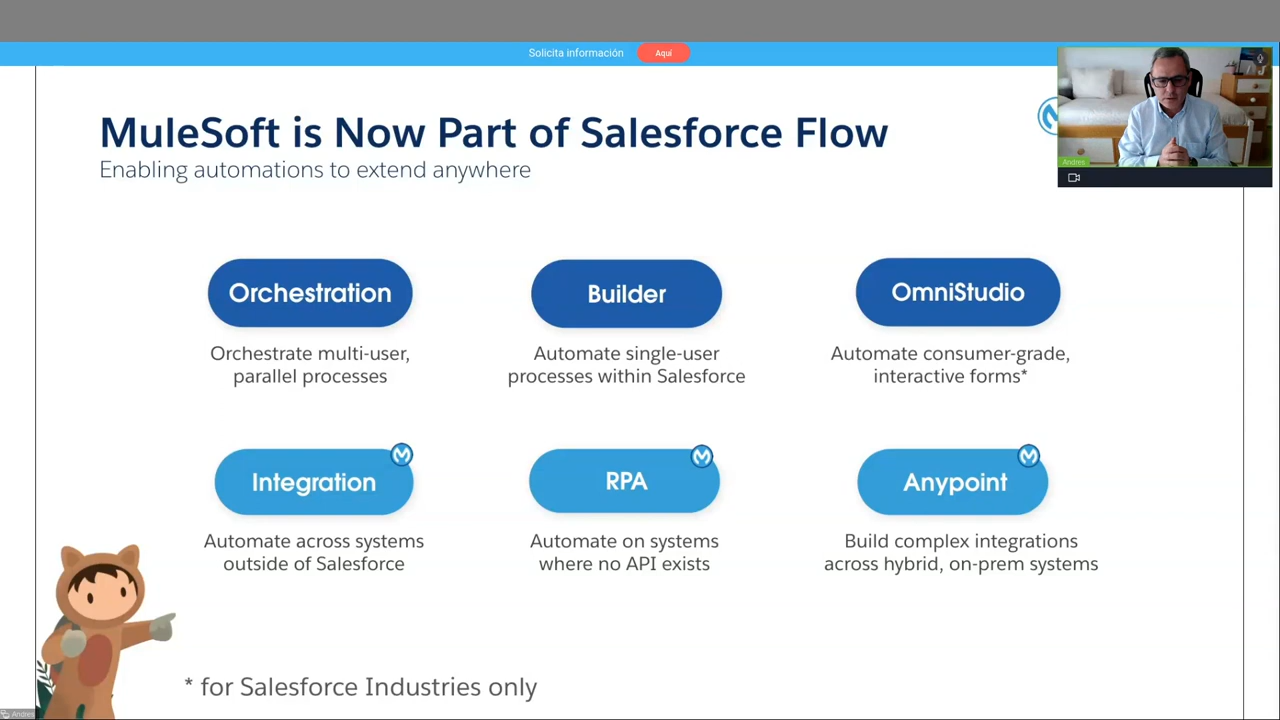 Solicita información
Aquí
MuleSoft is Now Part of Salesforce Flow
Enabling automations to extend anywhere
Andres
Orchestration
Builder
OmniStudio
Orchestrate multi-user,
parallel processes
Automate single-user
processes within Salesforce
Automate consumer-grade,
interactive forms*
Integration
RPA
Anypoint
Automate across systems
outside of Salesforce
Automate on systems
where no API exists
Build complex integrations
across hybrid, on-prem systems
* for Salesforce Industries only
Andres